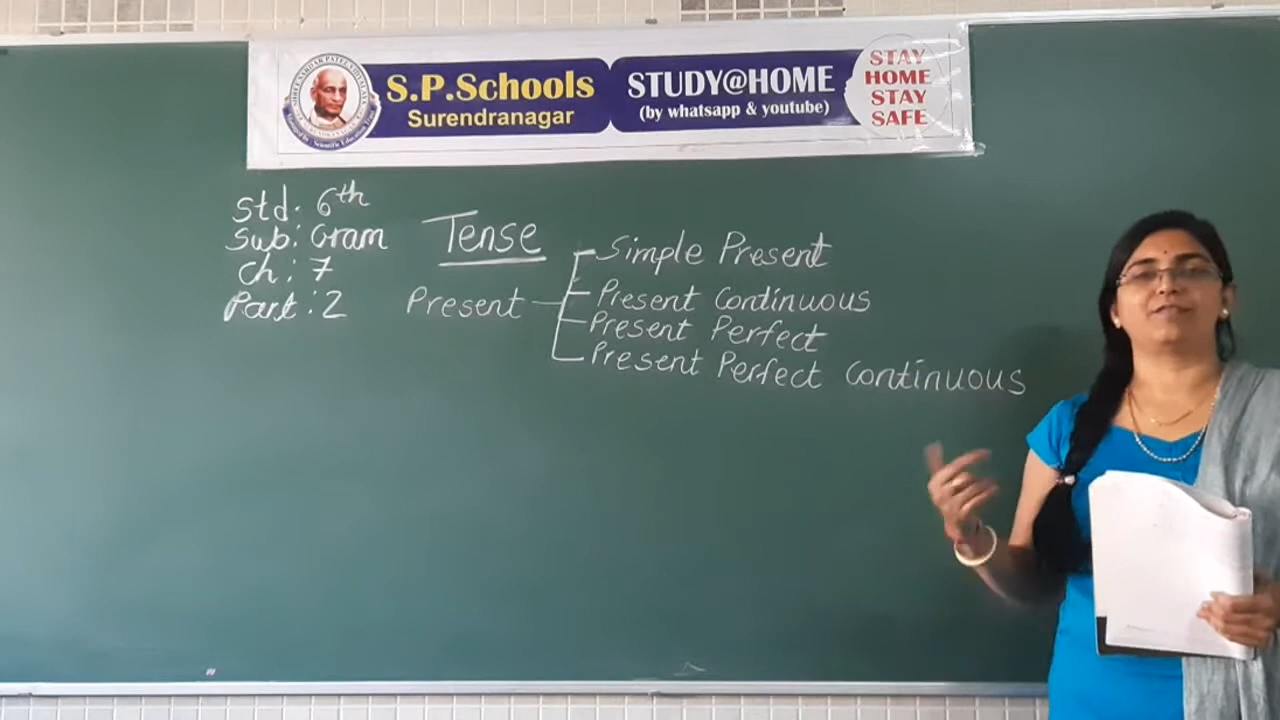 S.P.Schools
Surendranagar
STUDY@HOME
(by whatsapp & youtube)
STAY
HOME
STAY
SAFE
Std. 6th
Sub: Gram
Ch: 7
Part: 2
Tense
Present
Simple Present
Present Continuous
Present Perfect
Present Perfect Continuous